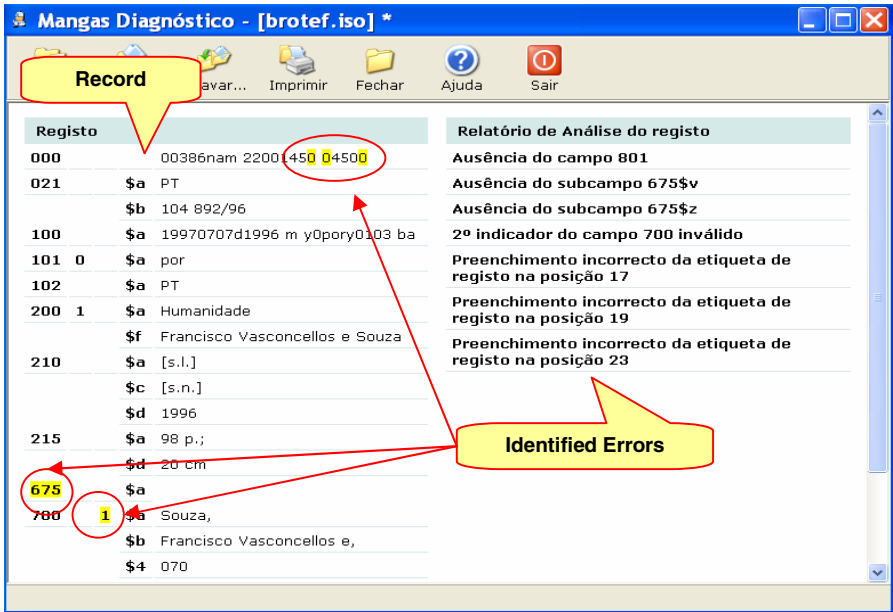 Mangas Diagnóstico - [brotef.iso] *
Record
avar...
Imprimir
Fechar
Ajuda
Sair
Registo
000 00386nam 22001450 04500
021 $a PT
$b 104 892/96
100 $a 19970707d1996 m y0pory0103 ba
101 0 $a por
102 $a PT
200 1 $a Humanidade
$f Francisco Vasconcellos e Souza
210 $a [s.l.]
$c [s.n.]
$d 1996
215 $a 98 p.;
$d 20 cm
675 $a
700 1 $a Souza,
$b Francisco Vasconcellos e,
$4 070
Relatório de Análise do registo
Ausência do campo 801
Ausência do subcampo 675$v
Ausência do subcampo 675$z
2º indicador do campo 700 inválido
Preenchimento incorrecto da etiqueta de
registo na posição 17
Preenchimento incorrecto da etiqueta de
registo na posição 19
Preenchimento incorrecto da etiqueta de
registo na posição 23
Identified Errors